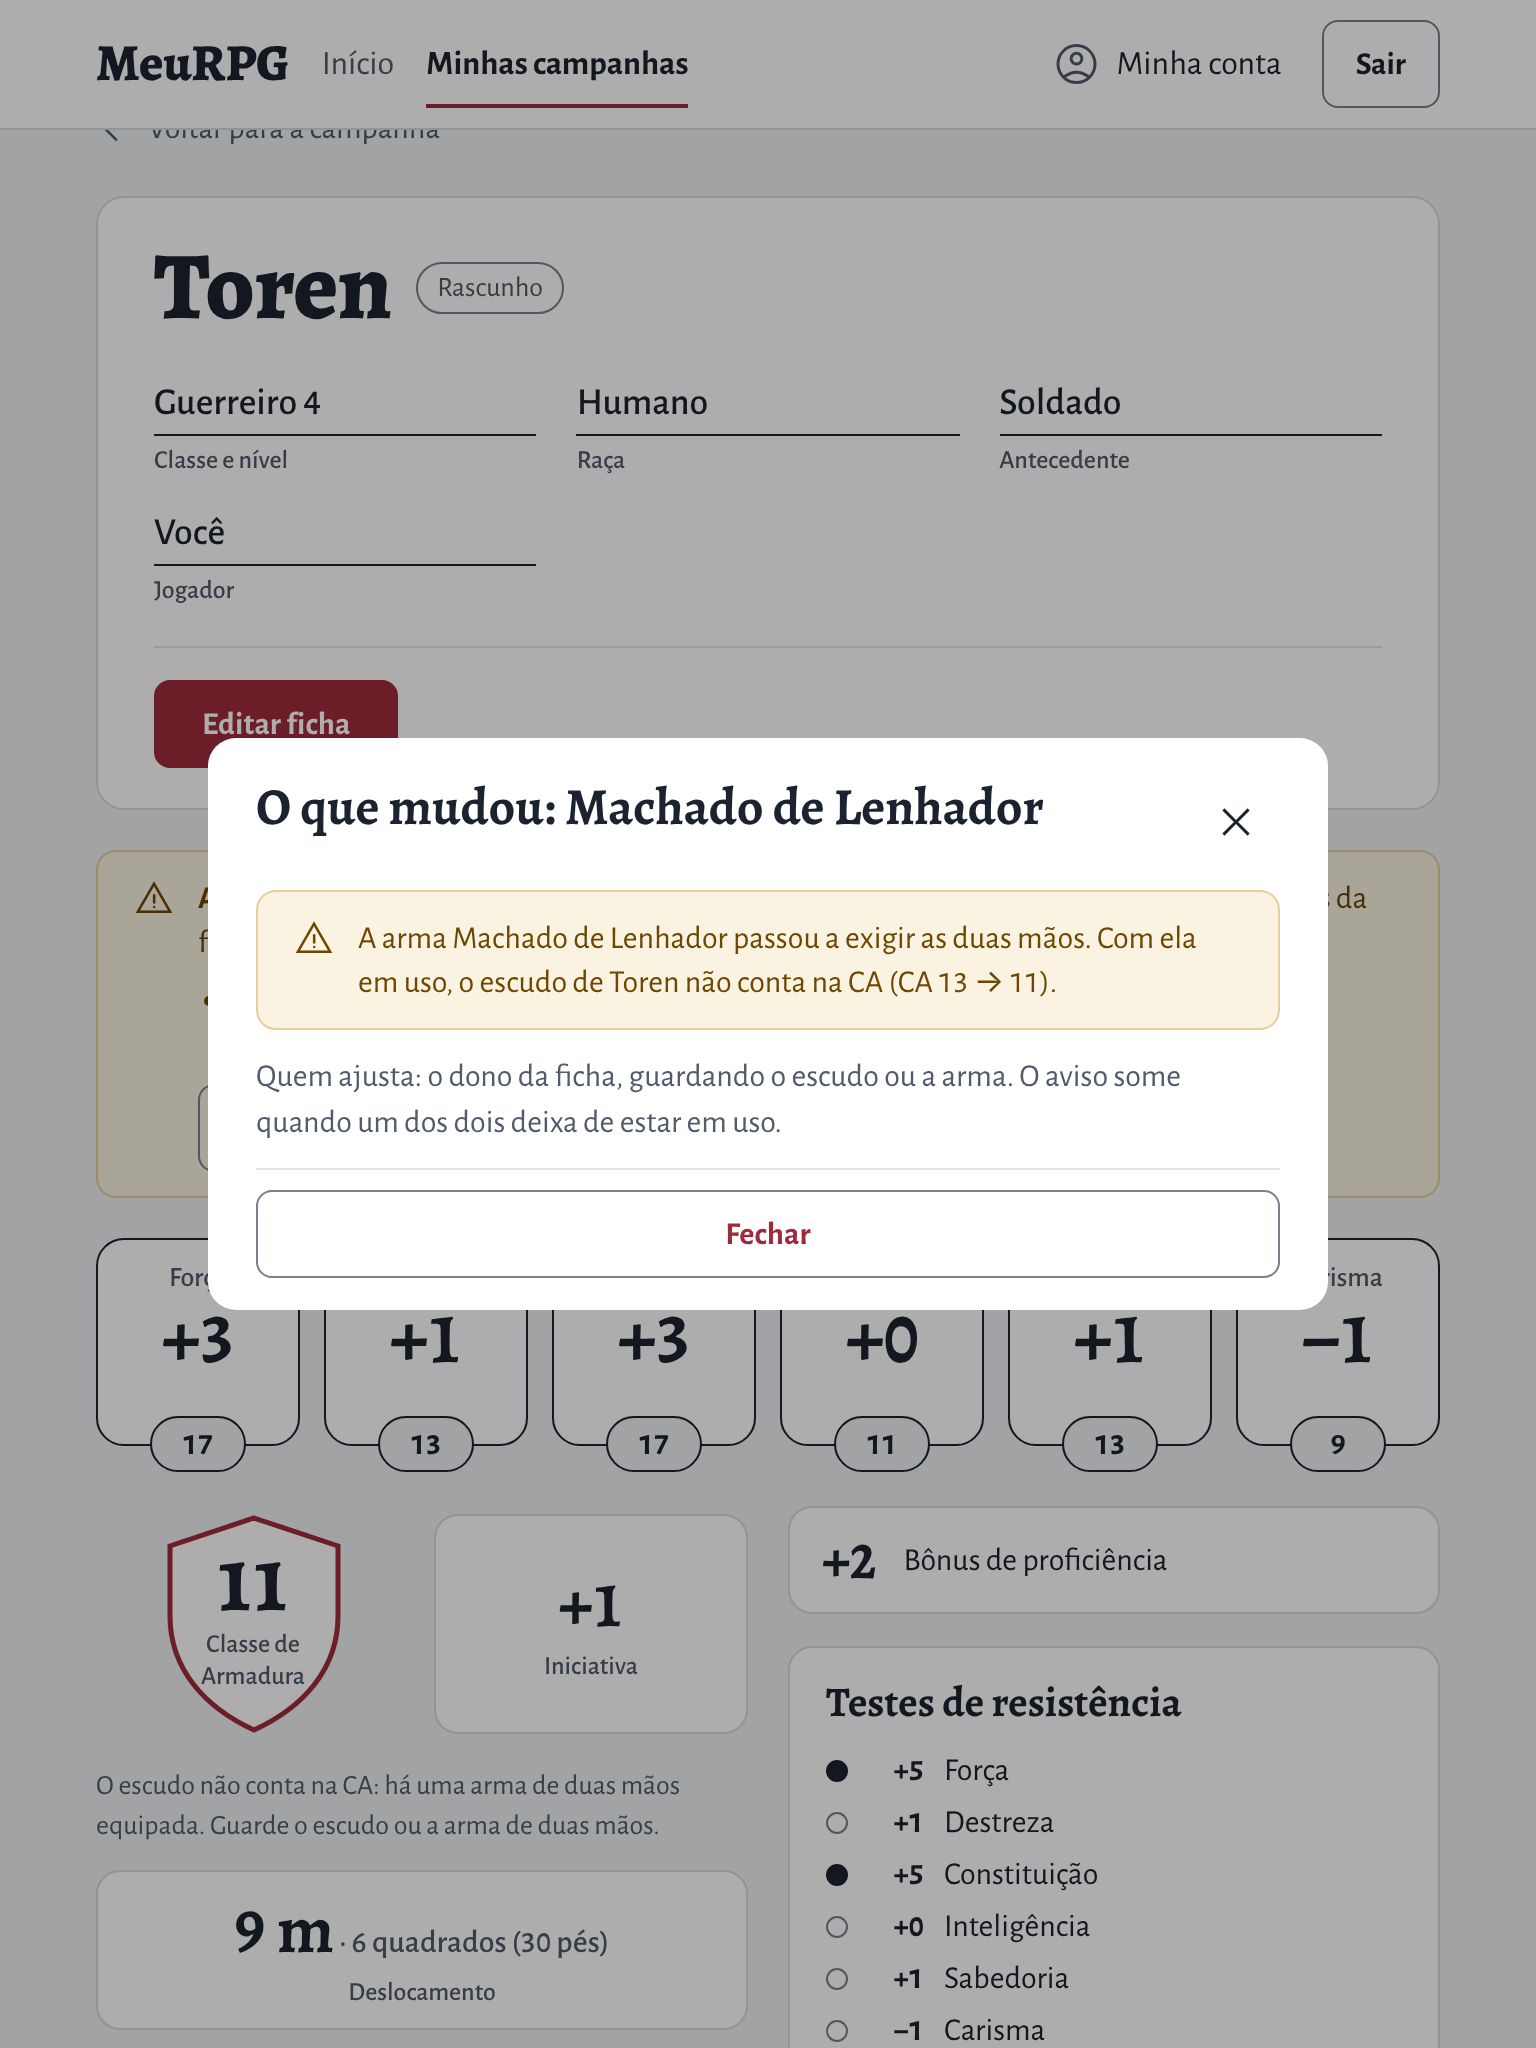 MeuRPG
Início
Minhas campanhas
Minha conta
Sair
Voltar para a campanha
Toren
Rascunho
Guerreiro 4
Classe e nível
Humano
Raça
Soldado
Antecedente
Você
Jogador
Editar ficha
O que mudou: Machado de Lenhador
da
A arma Machado de Lenhador passou a exigir as duas mãos. Com ela
em uso, o escudo de Toren não conta na CA (CA 13 → 11).
Quem ajusta: o dono da ficha, guardando o escudo ou a arma. O aviso some
quando um dos dois deixa de estar em uso.
Fechar
+3
17
+1
13
+3
17
+0
11
+1
13
−1
9
11
Classe de
Armadura
+1
Iniciativa
O escudo não conta na CA: há uma arma de duas mãos
equipada. Guarde o escudo ou a arma de duas mãos.
9 m · 6 quadrados (30 pés)
Deslocamento
+2 Bônus de proficiência
Testes de resistência
+5 Força
+1 Destreza
+5 Constituição
+0 Inteligência
+1 Sabedoria
−1 Carisma